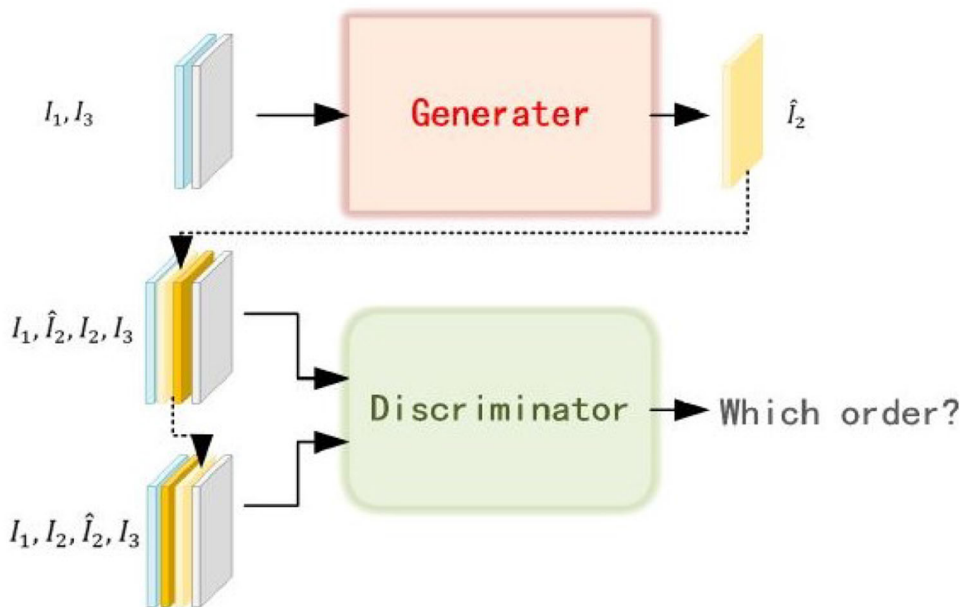 I₁, I₃
Generater
Î₂
I₁, Î₂, I₂, I₃
Discriminator
Which order?
I₁, I₂, Î₂, I₃